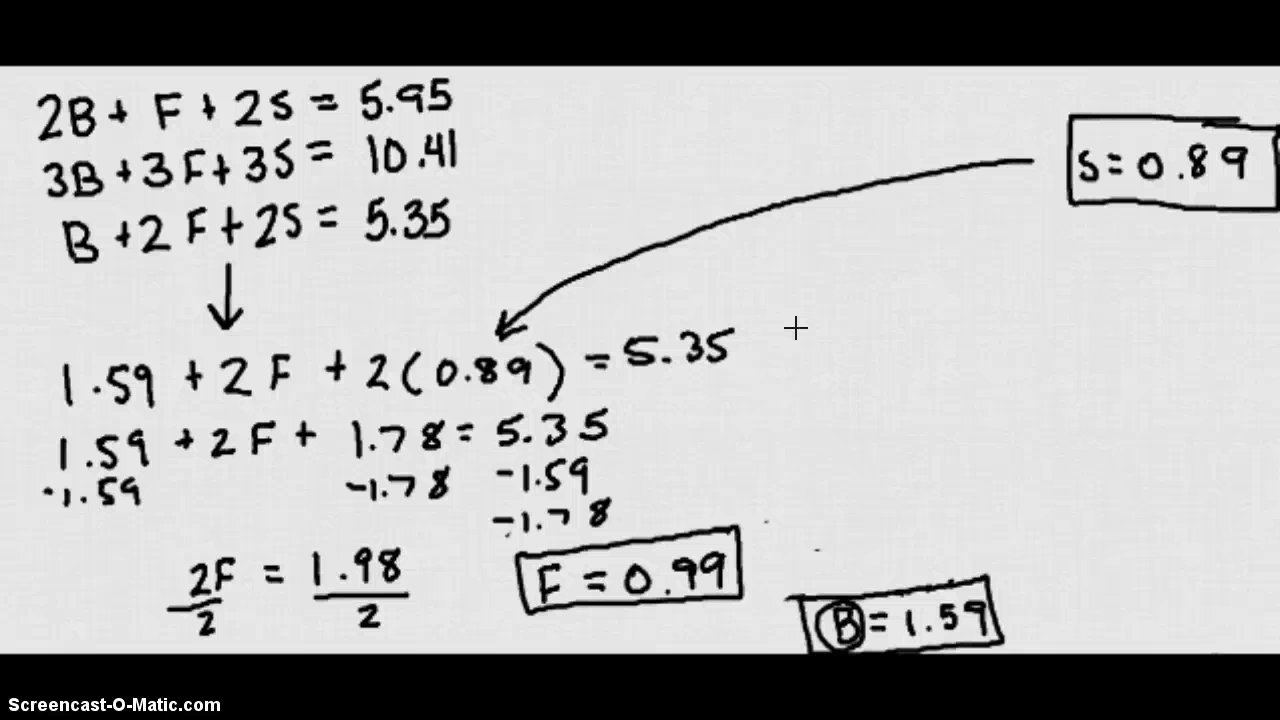 2B + F + 2S = 5.95
3B + 3F + 3S = 10.41
B + 2F + 2S = 5.35
S = 0.89
1.59 + 2F + 2(0.89) = 5.35
1.59 + 2F + 1.78 = 5.35
-1.59 -1.78 -1.59
-1.78
2F = 1.98
2 2
F = 0.99
B = 1.59
Screencast-O-Matic.com